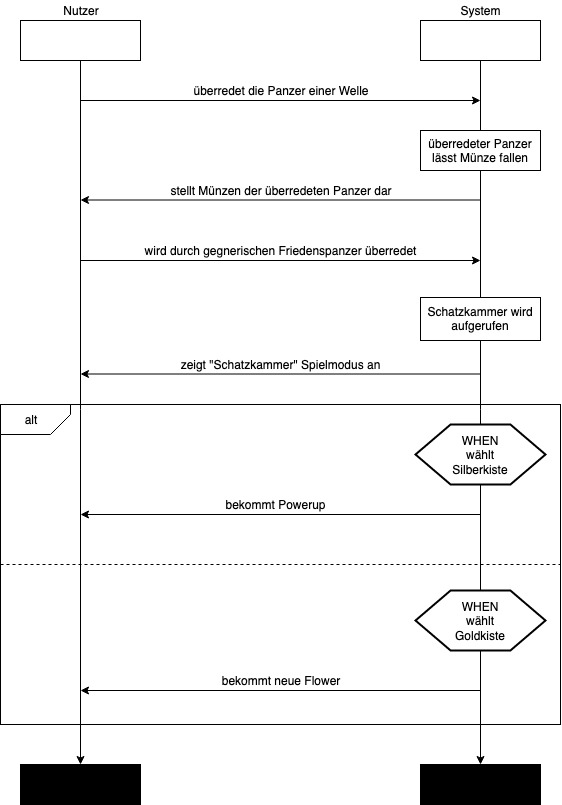 Nutzer
System
überredet die Panzer einer Welle
überredeter Panzer
lässt Münze fallen
stellt Münzen der überredeten Panzer dar
wird durch gegnerischen Friedenspanzer überredet
Schatzkammer wird
aufgerufen
zeigt "Schatzkammer" Spielmodus an
alt
WHEN
wählt
Silberkiste
bekommt Powerup
WHEN
wählt
Goldkiste
bekommt neue Flower